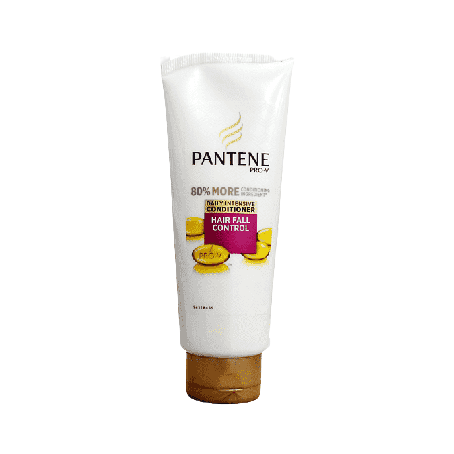 PANTENE
PRO-V
80% MORE
DAILY INTENSIVE
CONDITIONER
HAIR FALL
CONTROL
PRO-V